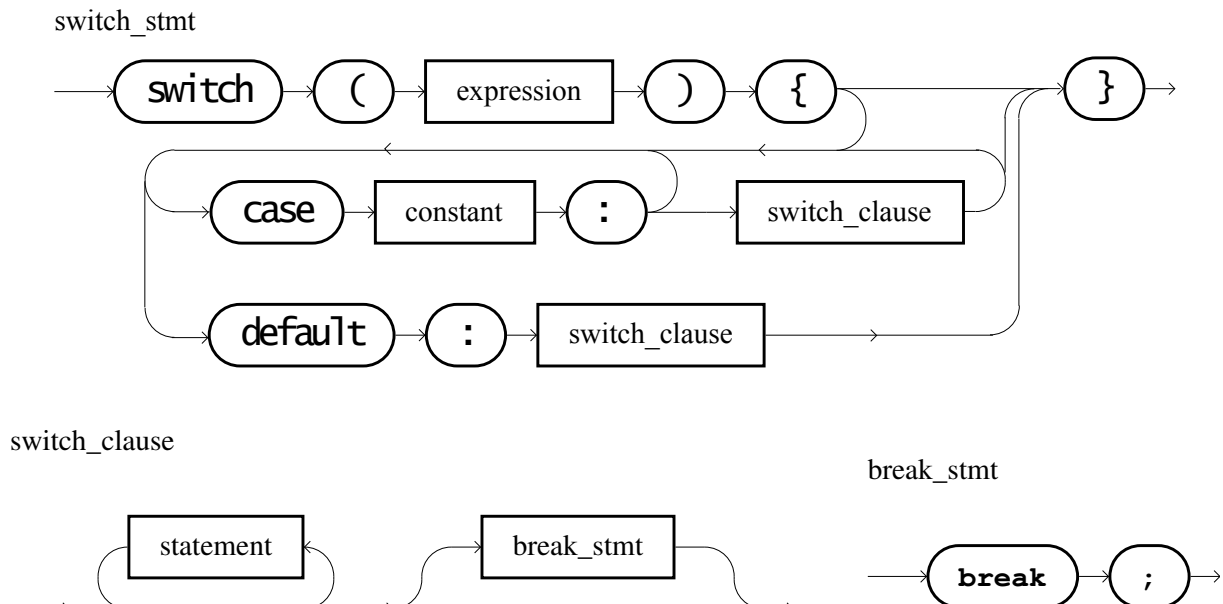 switch_stmt
switch ( expression ) { }
case constant : switch_clause
default : switch_clause
switch_clause
break_stmt
statement break_stmt
break ;